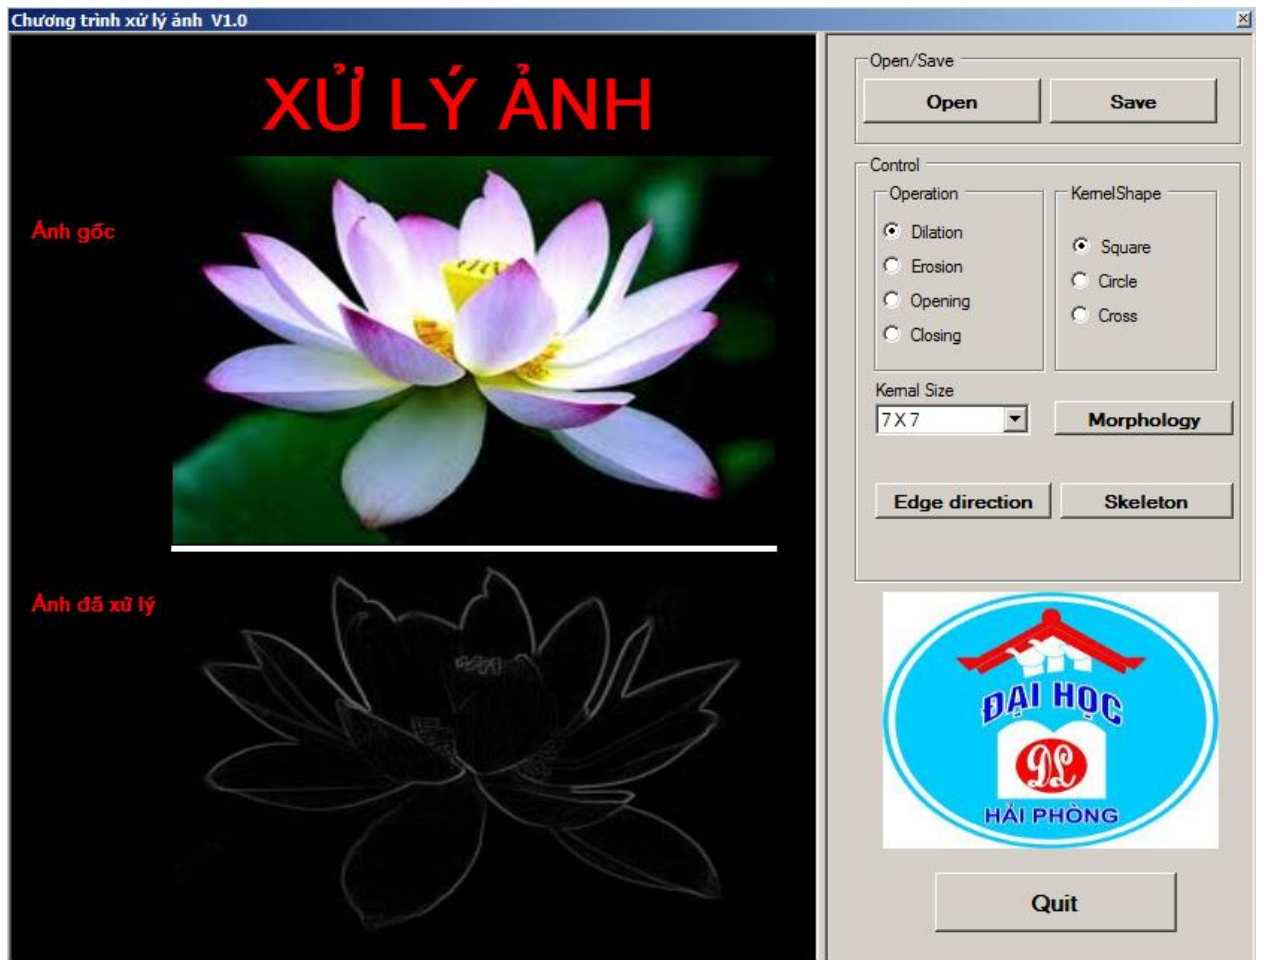 Chương trình xử lý ảnh V1.0
XỬ LÝ ẢNH
Ảnh gốc
Ảnh đã xử lý
Open/Save
Open
Save
Control
Operation
Dilation
Erosion
Opening
Closing
KernelShape
Square
Circle
Cross
Kernal Size
7 X 7
Morphology
Edge direction
Skeleton
ĐẠI HỌC
DL
HẢI PHÒNG
Quit